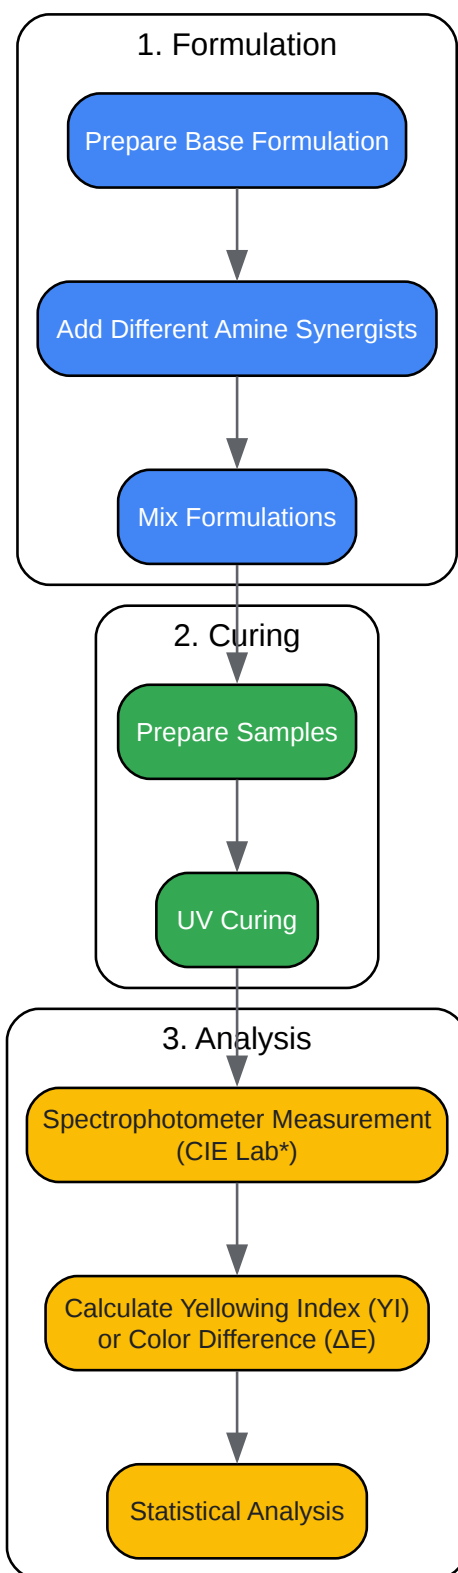 1. Formulation
Prepare Base Formulation
Add Different Amine Synergists
Mix Formulations
2. Curing
Prepare Samples
UV Curing
3. Analysis
Spectrophotometer Measurement
(CIE Lab*)
Calculate Yellowing Index (YI)
or Color Difference (ΔE)
Statistical Analysis